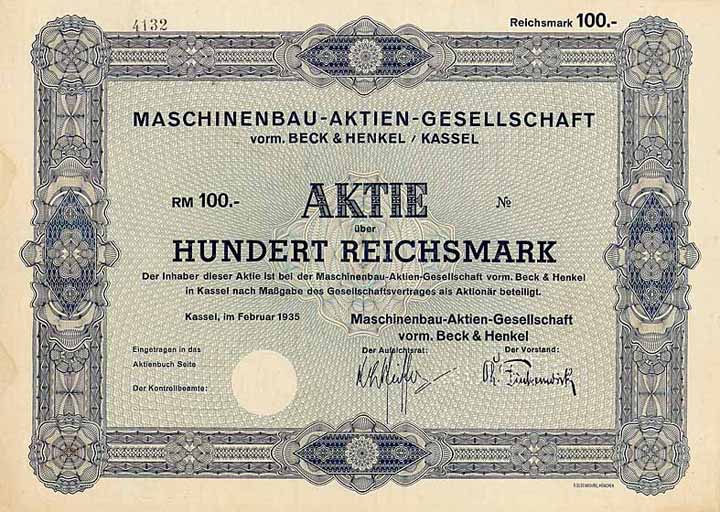 4132
Reichsmark 100.-
MASCHINENBAU-AKTIEN-GESELLSCHAFT
vorm. BECK & HENKEL / KASSEL
RM 100.- AKTIE №
über
HUNDERT REICHSMARK
Der Inhaber dieser Aktie ist bei der Maschinenbau-Aktien-Gesellschaft vorm. Beck & Henkel
in Kassel nach Maßgabe des Gesellschaftsvertrages als Aktionär beteiligt.
Kassel, im Februar 1935
Maschinenbau-Aktien-Gesellschaft
vorm. Beck & Henkel
Eingetragen in das
Aktienbuch Seite
Der Kontrollbeamte:
Der Aufsichtsrat:
Der Vorstand:
R. OLDENBOURG, MÜNCHEN